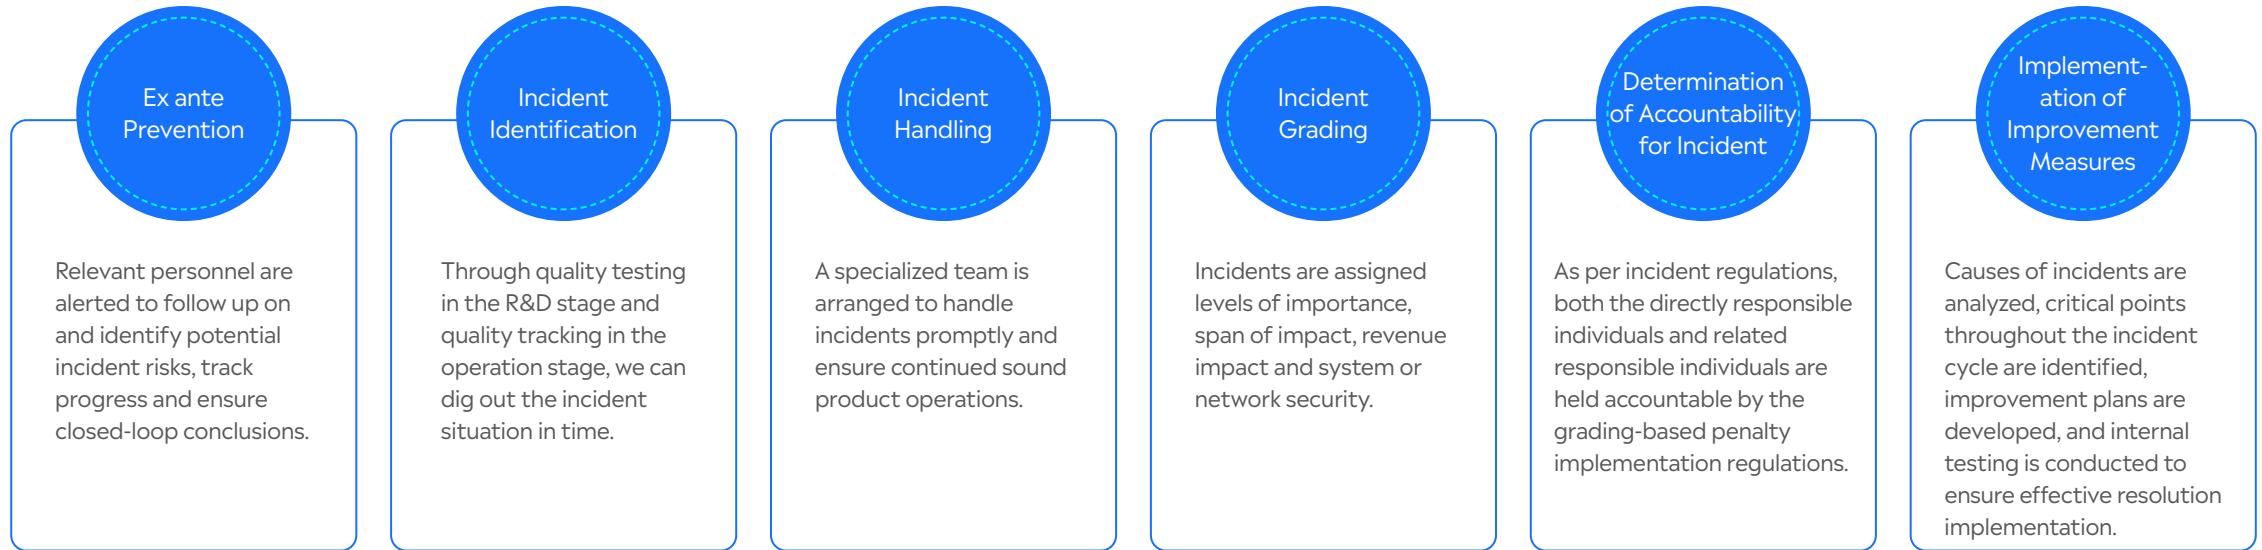 Ex ante
Prevention
Relevant personnel are
alerted to follow up on
and identify potential
incident risks, track
progress and ensure
closed-loop conclusions.
Incident
Identification
Through quality testing
in the R&D stage and
quality tracking in the
operation stage, we can
dig out the incident
situation in time.
Incident
Handling
A specialized team is
arranged to handle
incidents promptly and
ensure continued sound
product operations.
Incident
Grading
Incidents are assigned
levels of importance,
span of impact, revenue
impact and system or
network security.
Determination
of Accountability
for Incident
As per incident regulations,
both the directly responsible
individuals and related
responsible individuals are
held accountable by the
grading-based penalty
implementation regulations.
Implement-
ation of
Improvement
Measures
Causes of incidents are
analyzed, critical points
throughout the incident
cycle are identified,
improvement plans are
developed, and internal
testing is conducted to
ensure effective resolution
implementation.